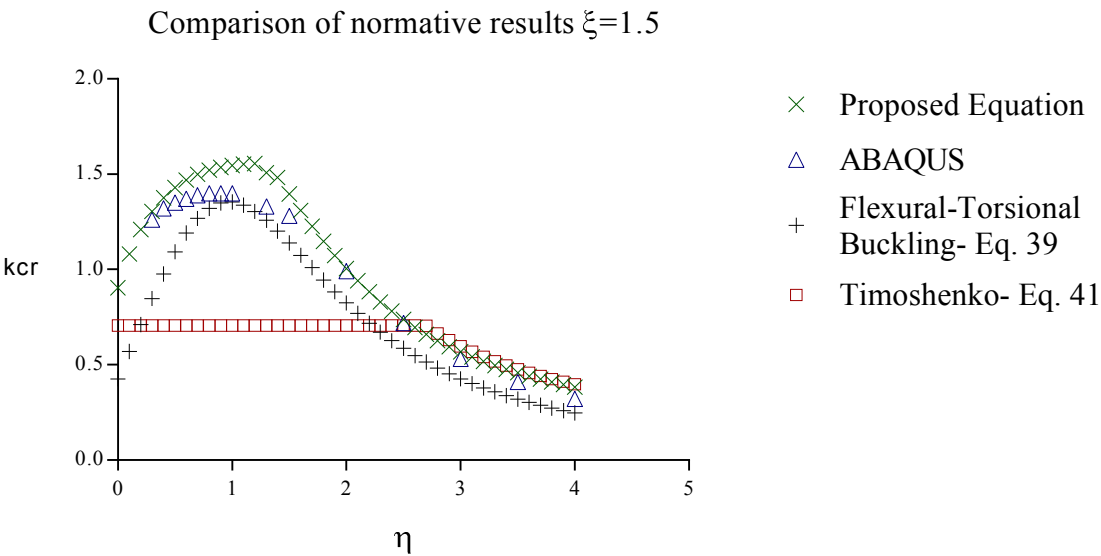 Comparison of normative results ξ=1.5
2.0
1.5
1.0
0.5
0.0
kcr
0 1 2 3 4 5
η
Proposed Equation
ABAQUS
Flexural-Torsional
Buckling- Eq. 39
Timoshenko- Eq. 41